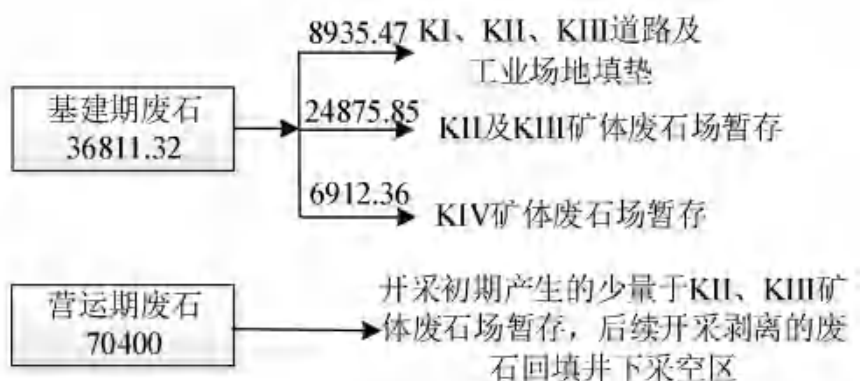 8935.47
KI、KII、KIII道路及
工业场地填垫
基建期废石
36811.32
24875.85
KII及KIII矿体废石场暂存
6912.36
KIV矿体废石场暂存
营运期废石
70400
开采初期产生的少量于KII、KIII矿
体废石场暂存，后续开采剥离的废
石回填井下采空区